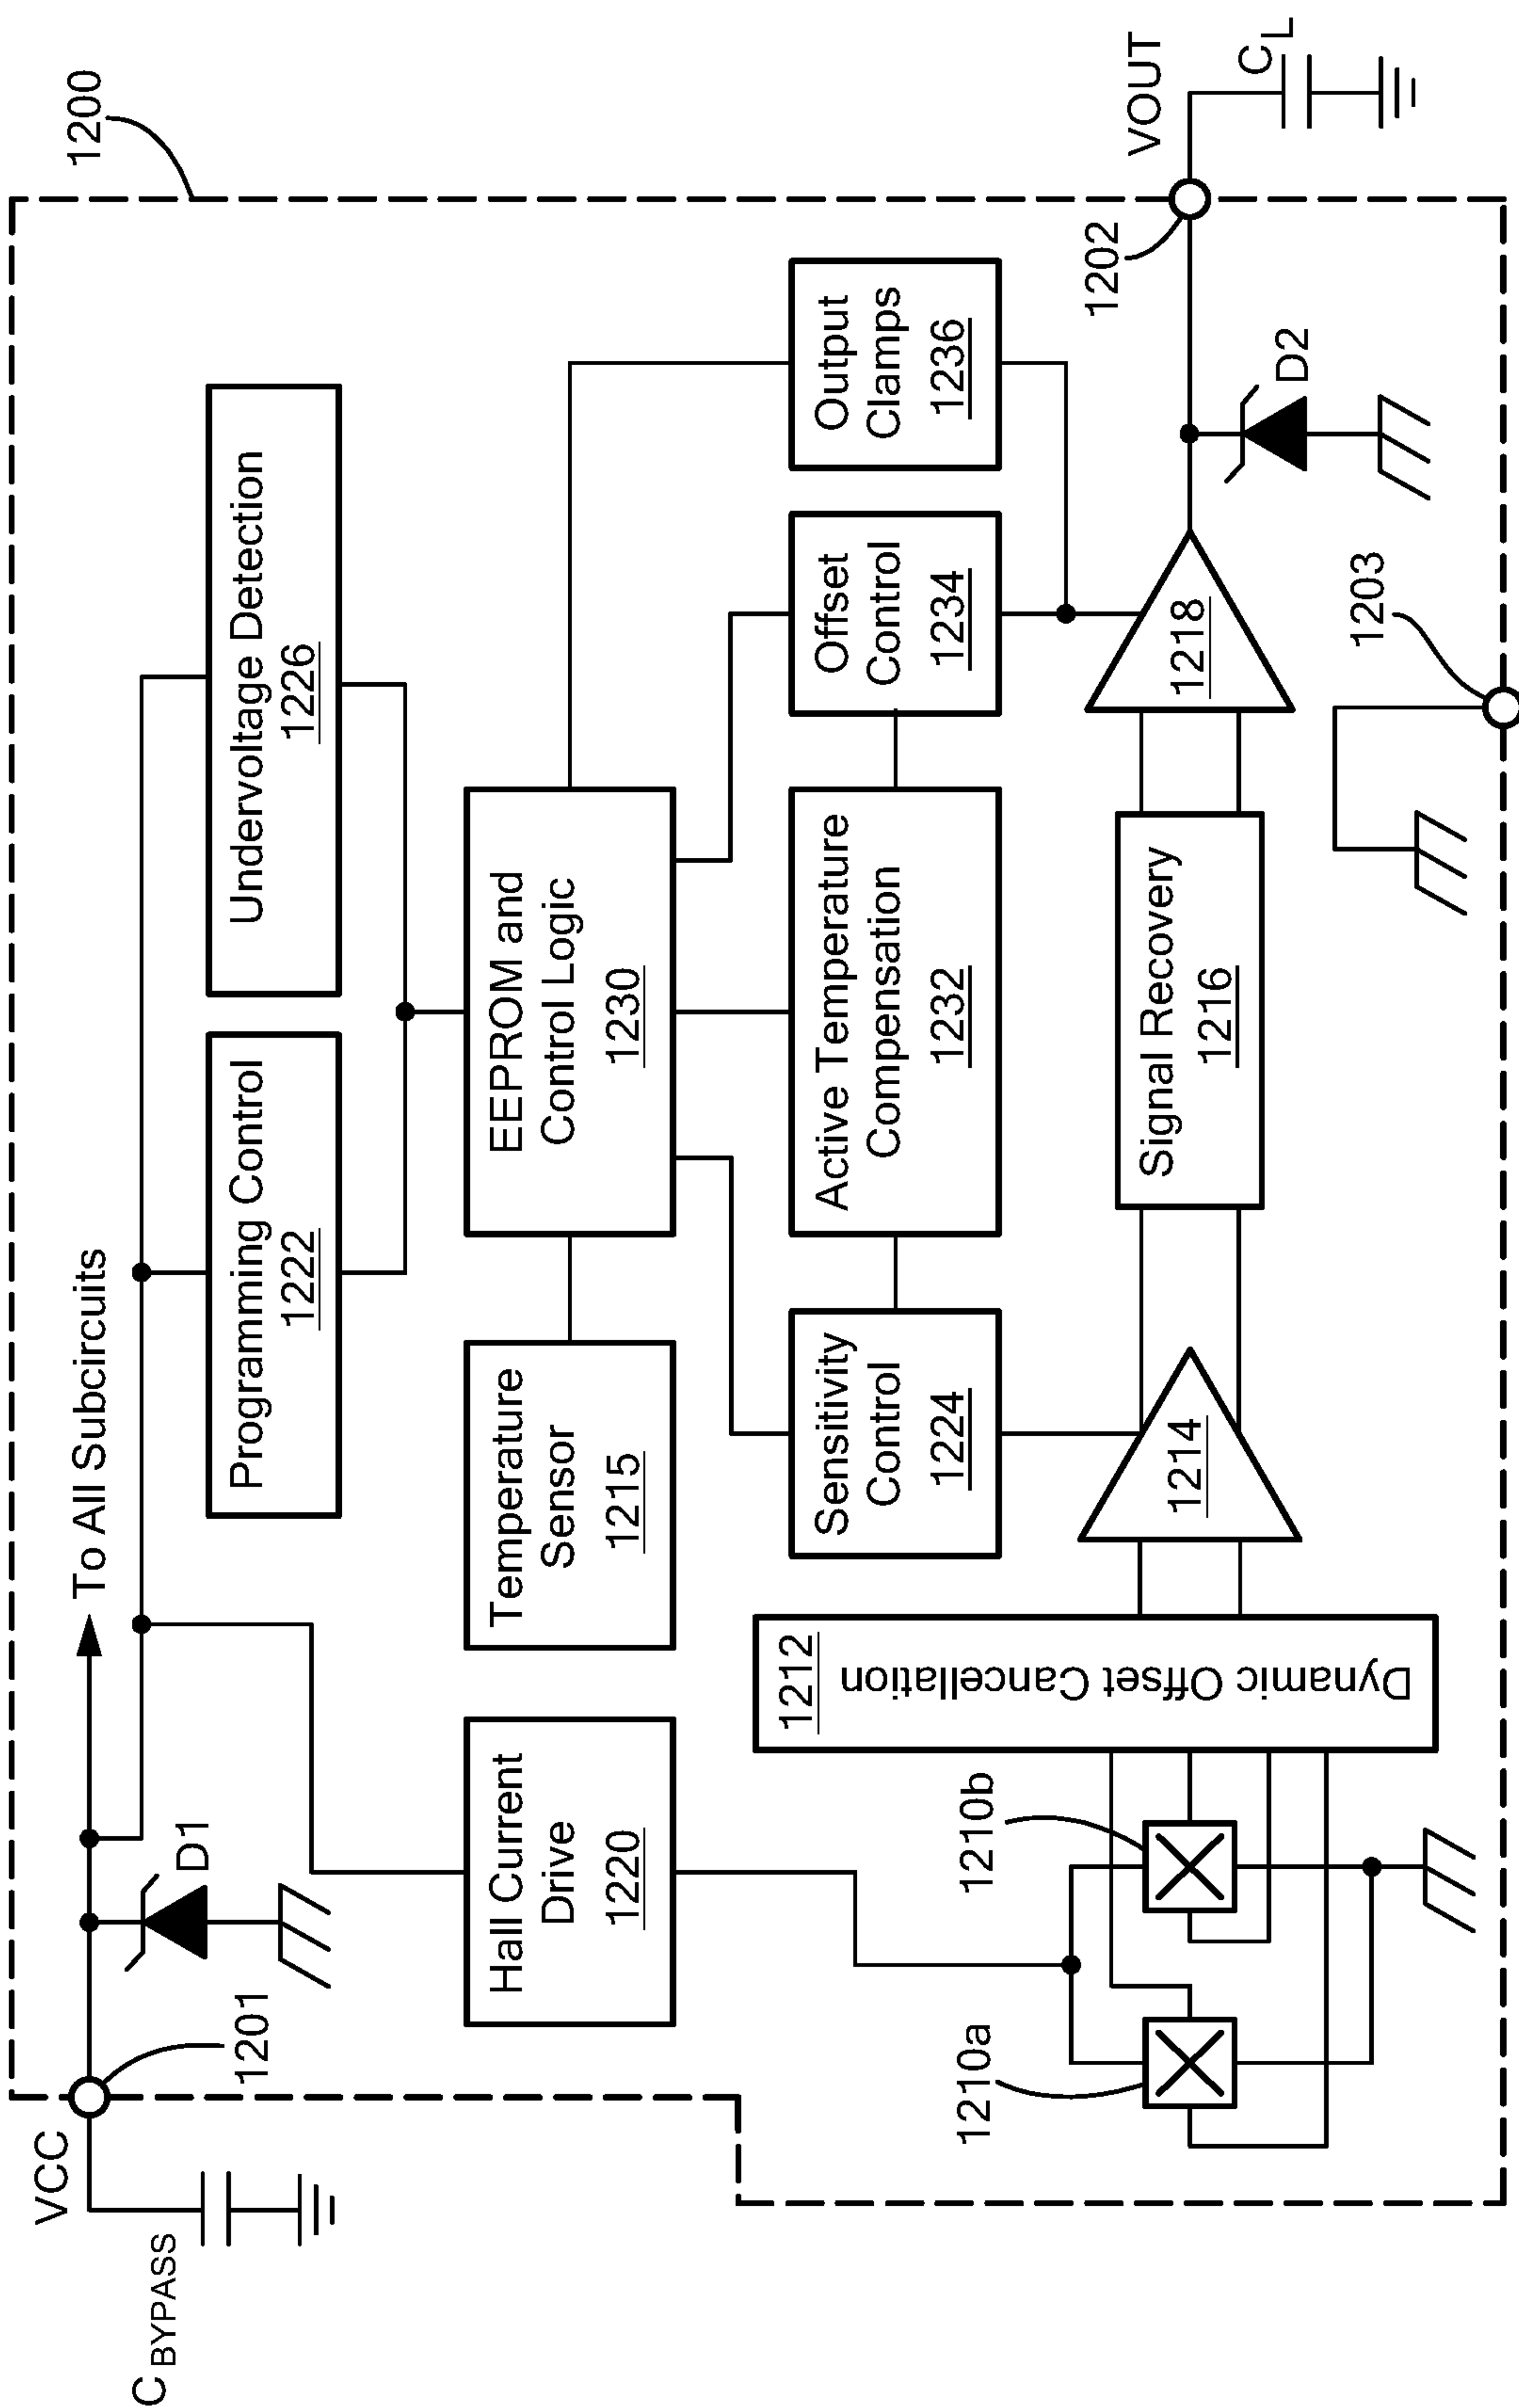 1200
VCC
C BYPASS
1201
D1
To All Subcircuits
Programming Control
1222
Undervoltage Detection
1226
Hall Current
Drive
1220
Temperature
Sensor
1215
EEPROM and
Control Logic
1230
Sensitivity
Control
1224
Active Temperature
Compensation
1232
Offset
Control
1234
Output
Clamps
1236
1210a
1210b
1212
Dynamic Offset Cancellation
1214
Signal Recovery
1216
1218
D2
1202
VOUT
C L
1203